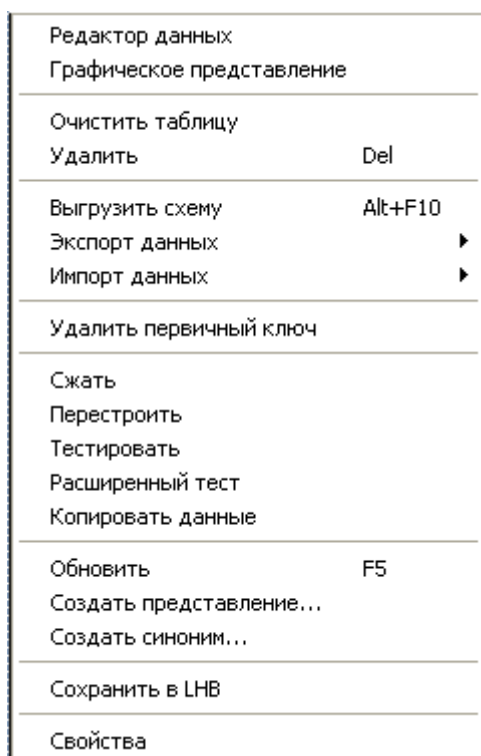 Редактор данных
Графическое представление
Очистить таблицу
Удалить Del
Выгрузить схему Alt+F10
Экспорт данных
Импорт данных
Удалить первичный ключ
Сжать
Перестроить
Тестировать
Расширенный тест
Копировать данные
Обновить F5
Создать представление...
Создать синоним...
Сохранить в LHB
Свойства